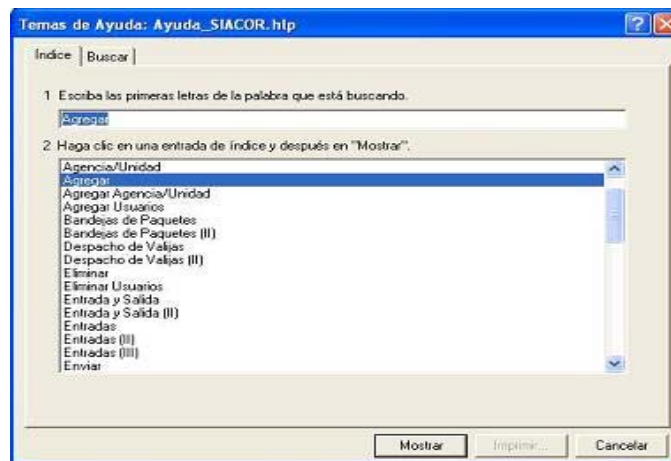 Temas de Ayuda: Ayuda_SIACOR.hlp
Indice
Buscar
1 Escriba las primeras letras de la palabra que está buscando.
Agregar
2 Haga clic en una entrada de índice y después en "Mostrar".
Agencia/Unidad
Agregar
Agregar Agencia/Unidad
Agregar Usuarios
Bandejas de Paquetes
Bandejas de Paquetes (II)
Despacho de Valijas
Despacho de Valijas (II)
Eliminar
Eliminar Usuarios
Entrada y Salida
Entrada y Salida (II)
Entradas
Entradas (II)
Entradas (III)
Enviar
Mostrar
Imprimir...
Cancelar